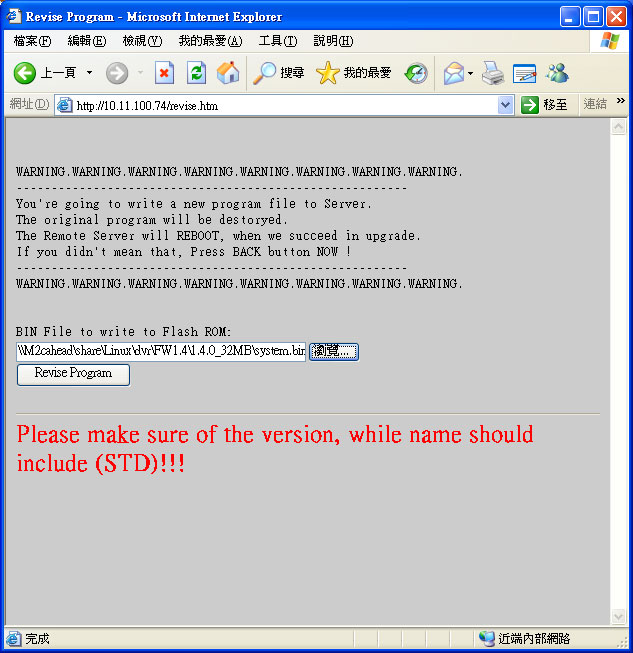 Revise Program - Microsoft Internet Explorer
檔案(F) 編輯(E) 檢視(V) 我的最愛(A) 工具(T) 說明(H)
上一頁 搜尋 我的最愛
網址(D) http://10.11.100.74/revise.htm 移至 連結 »
WARNING.WARNING.WARNING.WARNING.WARNING.WARNING.WARNING.WARNING.
-------------------------------------------------------
You're going to write a new program file to Server.
The original program will be destoryed.
The Remote Server will REBOOT, when we succeed in upgrade.
If you didn't mean that, Press BACK button NOW !
-------------------------------------------------------
WARNING.WARNING.WARNING.WARNING.WARNING.WARNING.WARNING.WARNING.
BIN File to write to Flash ROM:
\\M2cahead\share\Linux\dvr\FW1.4\1.4.0_32MB\system.bin 瀏覽...
Revise Program
Please make sure of the version, while name should
include (STD)!!!
完成 近端內部網路